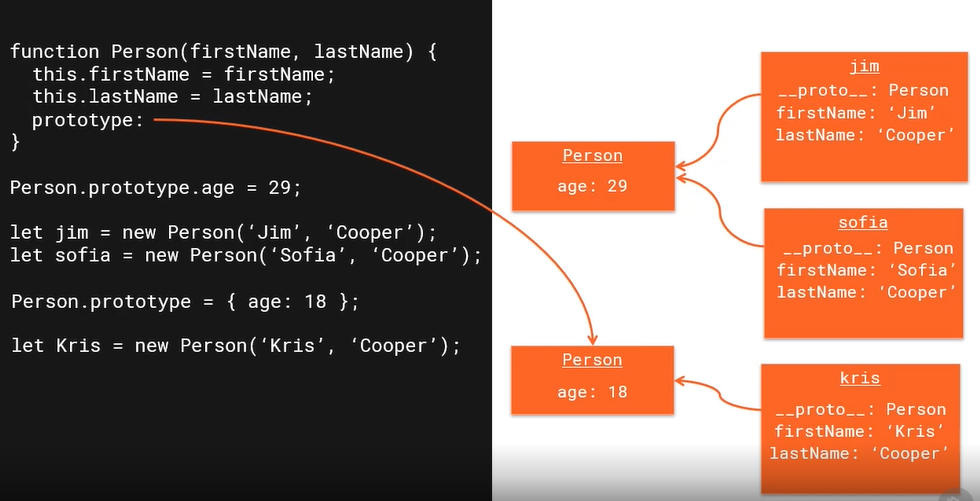 function Person(firstName, lastName) {
this.firstName = firstName;
this.lastName = lastName;
prototype:
}
Person.prototype.age = 29;
let jim = new Person(‘Jim’, ‘Cooper’);
let sofia = new Person(‘Sofia’, ‘Cooper’);
Person.prototype = { age: 18 };
let Kris = new Person(‘Kris’, ‘Cooper’);
Person
age: 29
Person
age: 18
jim
__proto__: Person
firstName: ‘Jim’
lastName: ‘Cooper’
sofia
__proto__: Person
firstName: ‘Sofia’
lastName: ‘Cooper’
kris
__proto__: Person
firstName: ‘Kris’
lastName: ‘Cooper’